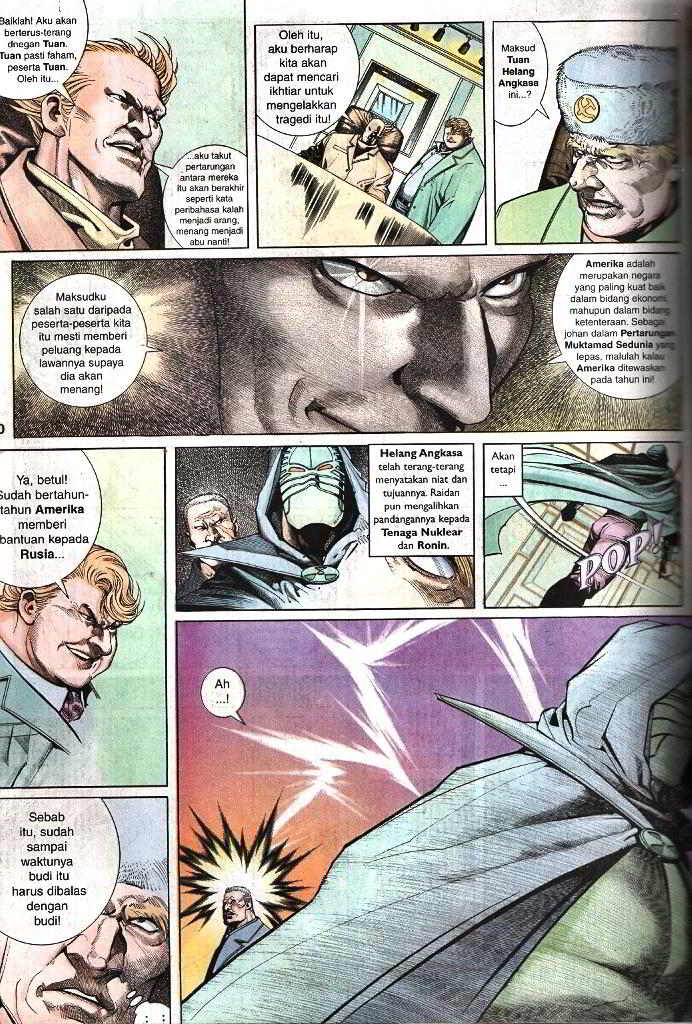 Baiklah! Aku akan
berterus-terang
dnegan Tuan.
Tuan pasti faham,
peserta Tuan.
Oleh itu...
...aku takut
pertarungan
antara mereka
itu akan berakhir
seperti kata
peribahasa kalah
menjadi arang,
menang menjadi
abu nanti!
Oleh itu,
aku berharap
kita akan
dapat mencari
ikhtiar untuk
mengelakkan
tragedi itu!
Maksud
Tuan
Helang
Angkasa
ini...?
Maksudku
salah satu daripada
peserta-peserta kita
itu mesti memberi
peluang kepada
lawannya supaya
dia akan
menang!
Amerika adalah
merupakan negara
yang paling kuat baik
dalam bidang ekonomi
mahupun dalam bidang
ketenteraan. Sebagai
johan dalam Pertarungan
Muktamad Sedunia yang
lepas, malulah kalau
Amerika ditewaskan
pada tahun ini!
Ya, betul!
Sudah bertahun-
tahun Amerika
memberi
bantuan kepada
Rusia...
Helang Angkasa
telah terang-terang
menyatakan niat dan
tujuannya. Raidan
pun mengalihkan
pandangannya kepada
Tenaga Nuklear
dan Ronin.
Akan
tetapi
...
POP!
Ah
...!
Sebab
itu, sudah
sampai
waktunya
budi itu
harus dibalas
dengan
budi!